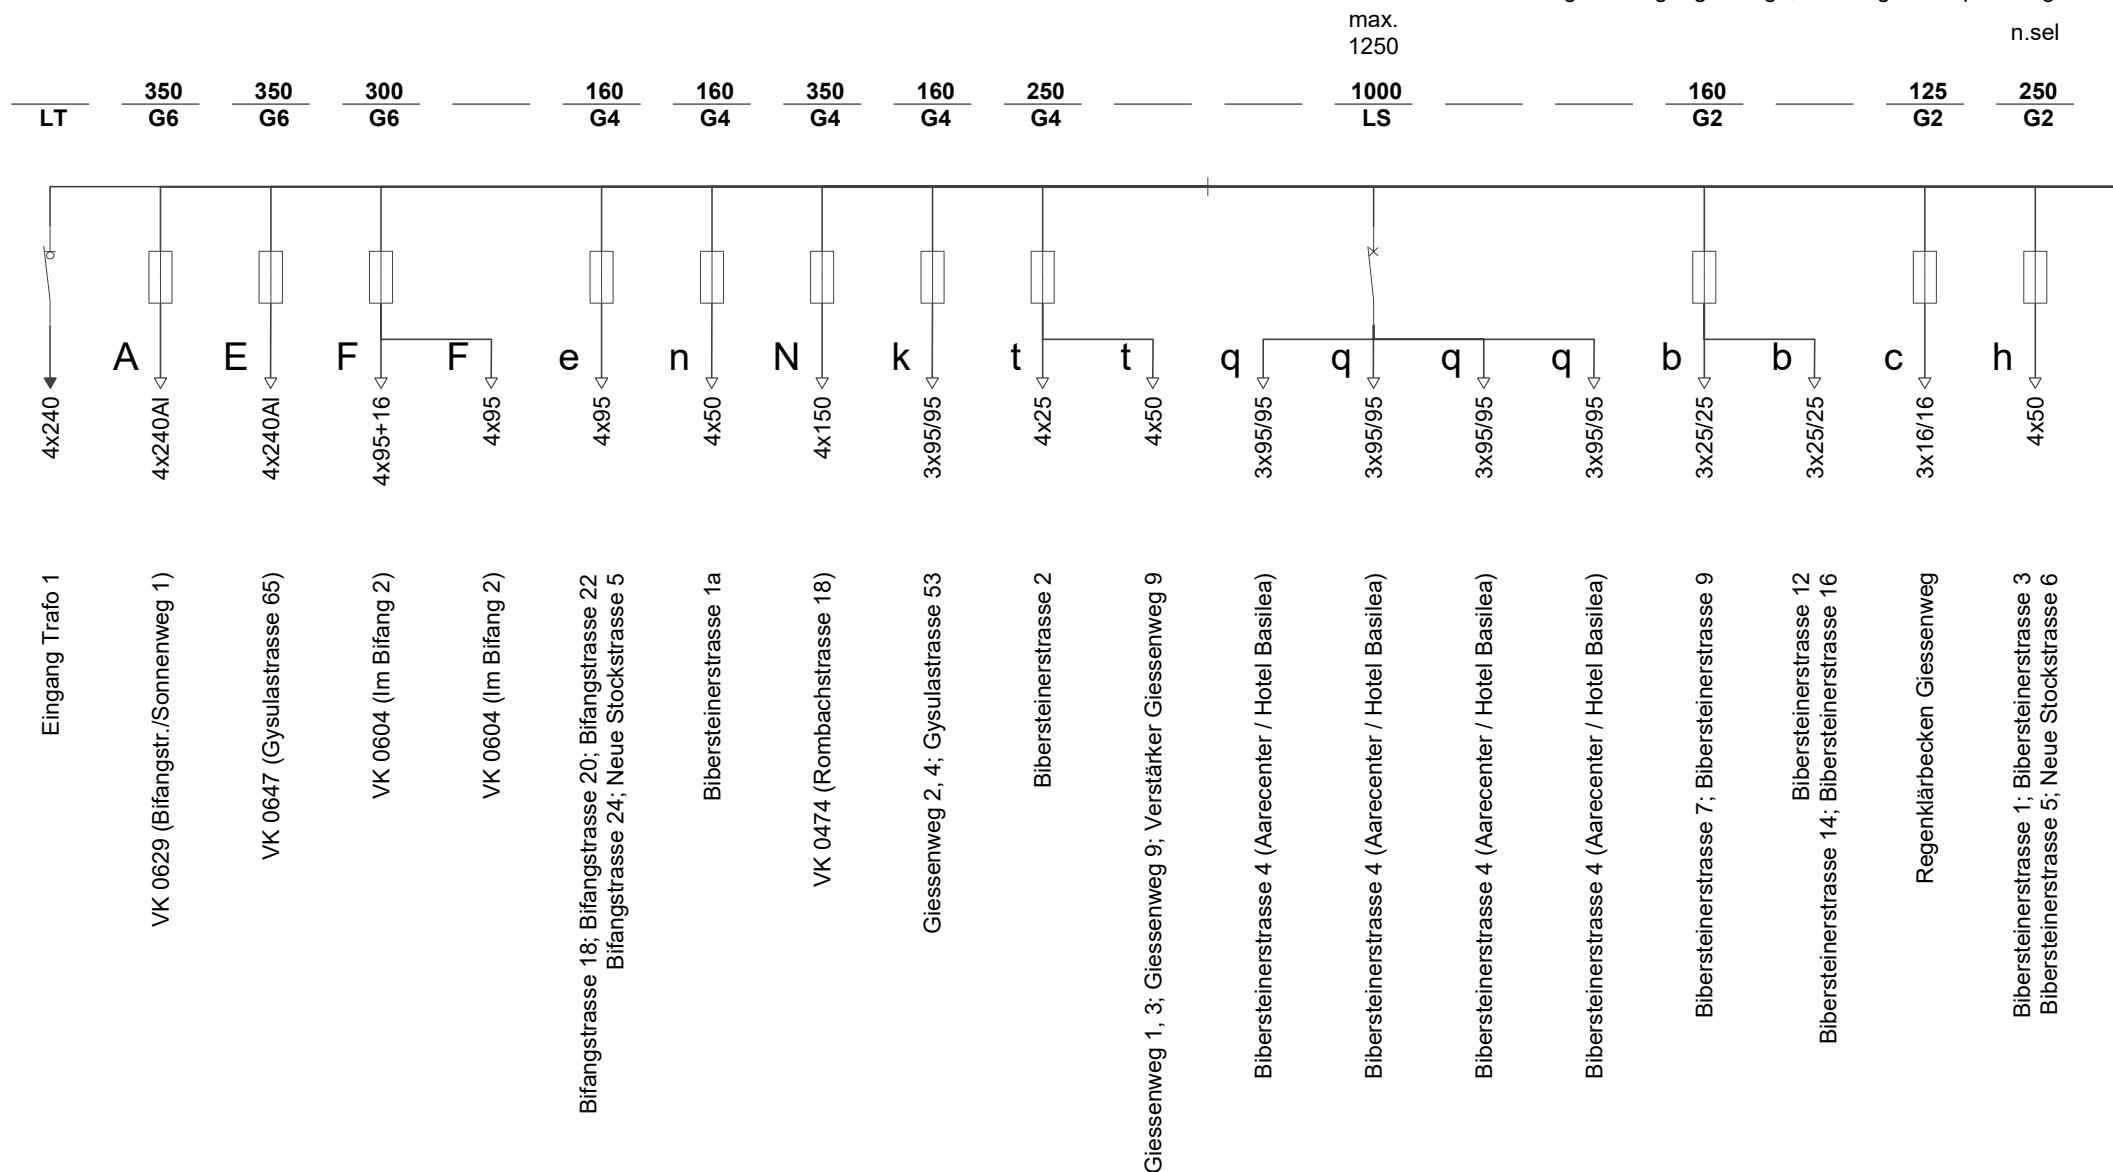 max.
1250
n.sel
350 350 300 160 160 350 160 250 1000 160 125 250
LT G6 G6 G6 G4 G4 G4 G4 G4 LS G2 G2 G2
A E F F e n N k t t q q q q b b c h
4x240
4x240Al
4x240Al
4x95+16
4x95
4x95
4x50
4x150
3x95/95
4x25
4x50
3x95/95
3x95/95
3x95/95
3x95/95
3x25/25
3x25/25
3x16/16
4x50
Eingang Trafo 1
VK 0629 (Bifangstr./Sonnenweg 1)
VK 0647 (Gysulastrasse 65)
VK 0604 (Im Bifang 2)
VK 0604 (Im Bifang 2)
Bifangstrasse 18; Bifangstrasse 20; Bifangstrasse 22
Bifangstrasse 24; Neue Stockstrasse 5
Bibersteinerstrasse 1a
VK 0474 (Rombachstrasse 18)
Giessenweg 2, 4; Gysulastrasse 53
Bibersteinerstrasse 2
Giessenweg 1, 3; Giessenweg 9; Verstärker Giessenweg 9
Bibersteinerstrasse 4 (Aarecenter / Hotel Basilea)
Bibersteinerstrasse 4 (Aarecenter / Hotel Basilea)
Bibersteinerstrasse 4 (Aarecenter / Hotel Basilea)
Bibersteinerstrasse 4 (Aarecenter / Hotel Basilea)
Bibersteinerstrasse 7; Bibersteinerstrasse 9
Bibersteinerstrasse 12
Bibersteinerstrasse 14; Bibersteinerstrasse 16
Regenklärbecken Giessenweg
Bibersteinerstrasse 1; Bibersteinerstrasse 3
Bibersteinerstrasse 5; Neue Stockstrasse 6